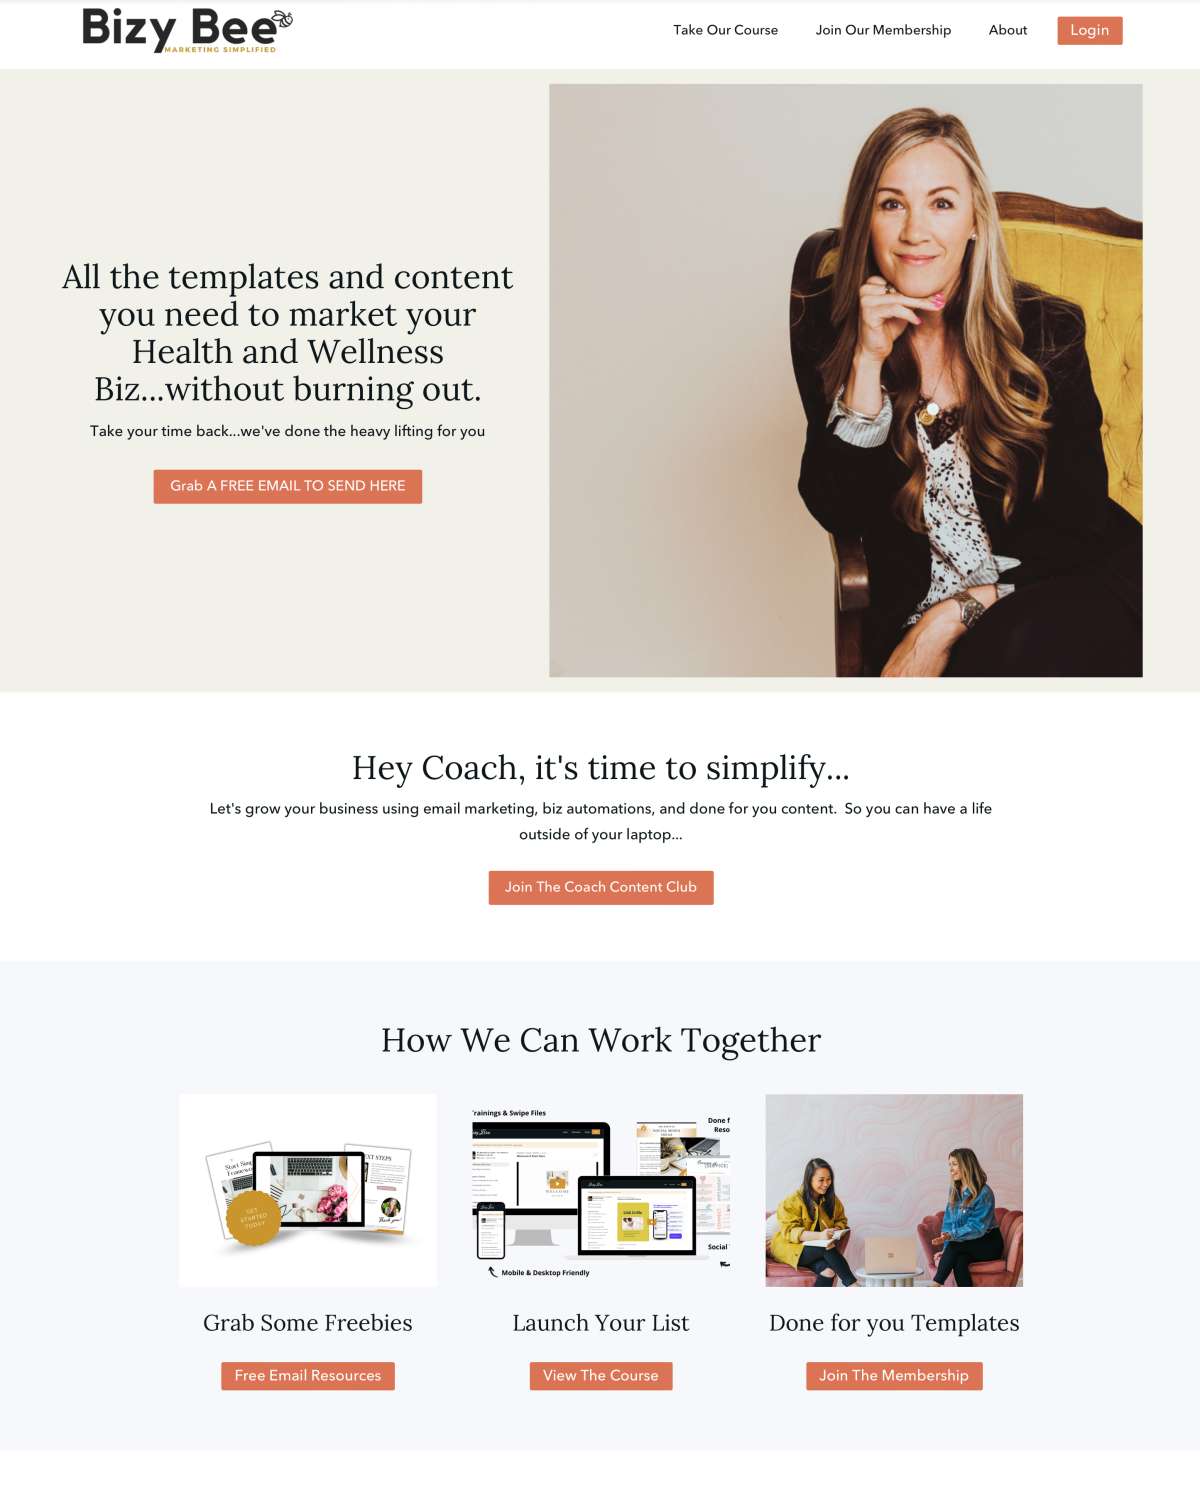 Bizy Bee
MARKETING SIMPLIFIED
Take Our Course
Join Our Membership
About
Login
All the templates and content
you need to market your
Health and Wellness
Biz...without burning out.
Take your time back...we've done the heavy lifting for you
Grab A FREE EMAIL TO SEND HERE
Hey Coach, it's time to simplify...
Let's grow your business using email marketing, biz automations, and done for you content.  So you can have a life
outside of your laptop...
Join The Coach Content Club
How We Can Work Together
GET
STARTED
TODAY
Thank you!
rainings & Swipe Files
Done f
Reso
WELCOME
Social
Mobile & Desktop Friendly
Grab Some Freebies
Launch Your List
Done for you Templates
Free Email Resources
View The Course
Join The Membership